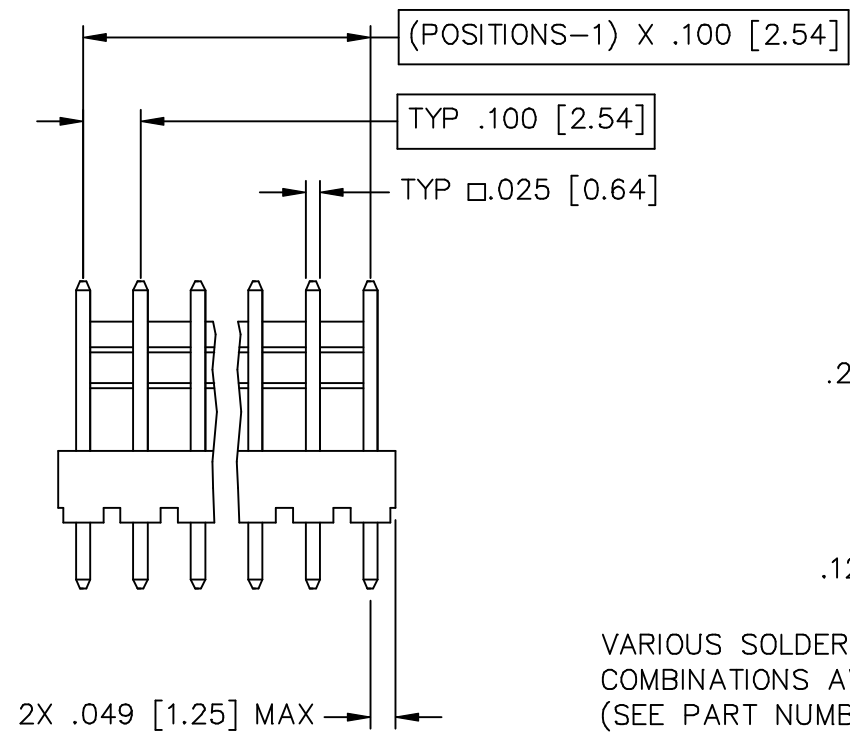 (POSITIONS-1) X .100 [2.54]
TYP .100 [2.54]
TYP □.025 [0.64]
VARIOUS SOLDER
COMBINATIONS
(SEE PART
2X .049 [1.25] MAX